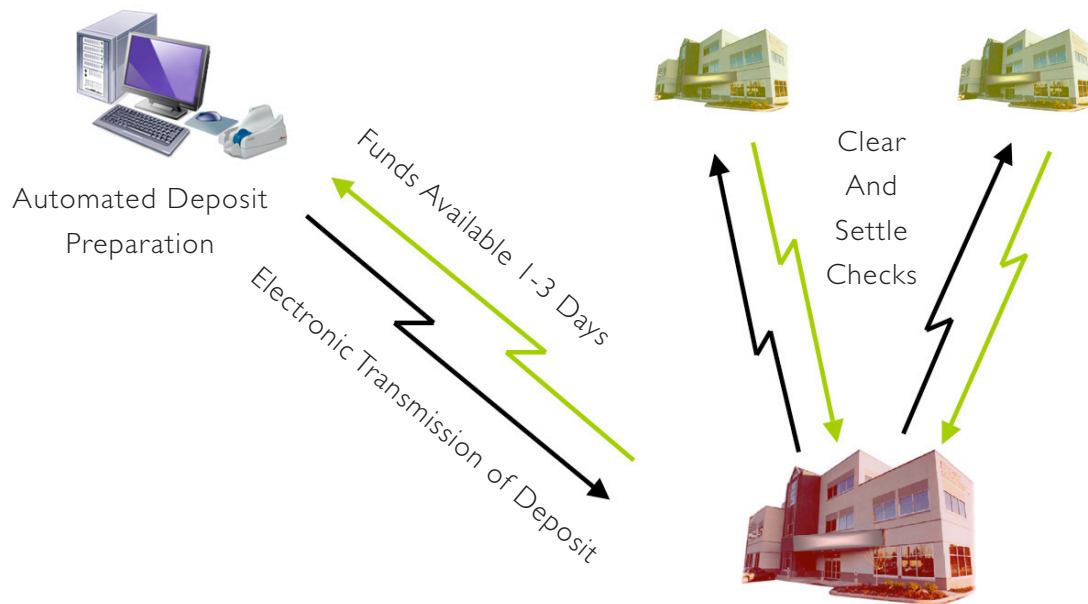 Automated Deposit
Preparation
Funds Available 1-3 Days
Electronic Transmission of Deposit
Clear
And
Settle
Checks